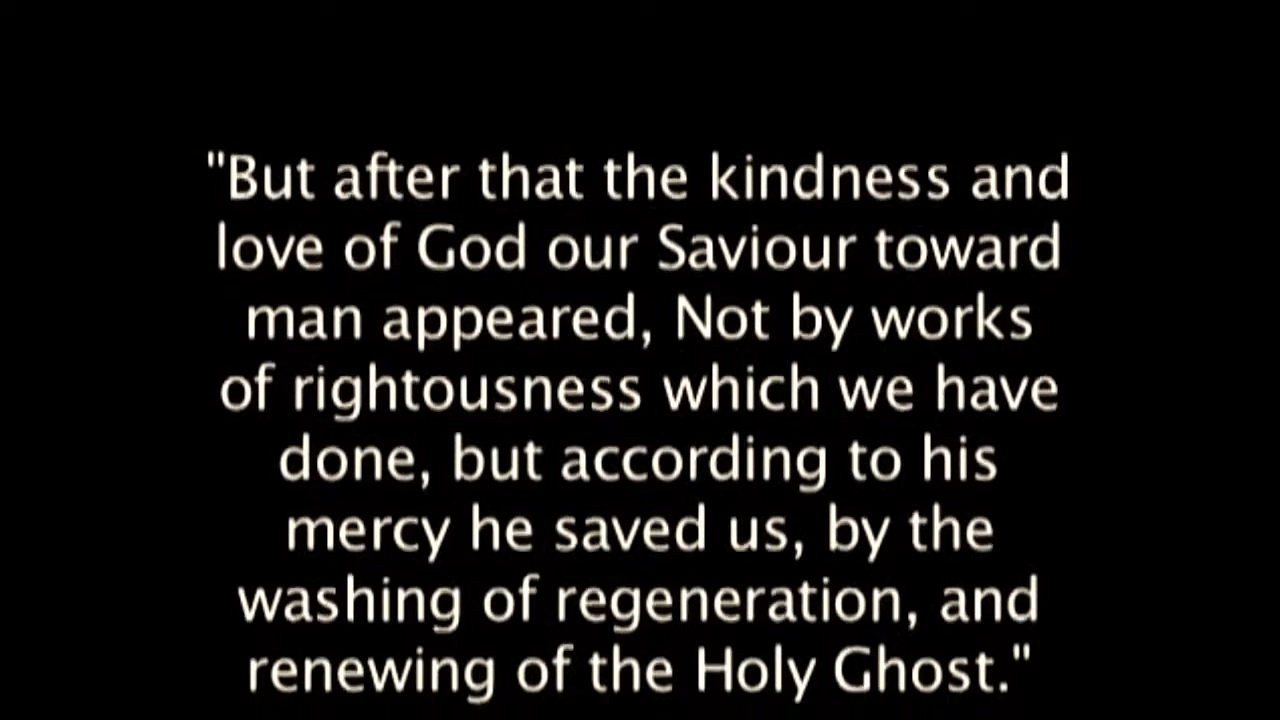 "But after that the kindness and
love of God our Saviour toward
man appeared, Not by works
of rightousness which we have
done, but according to his
mercy he saved us, by the
washing of regeneration, and
renewing of the Holy Ghost."